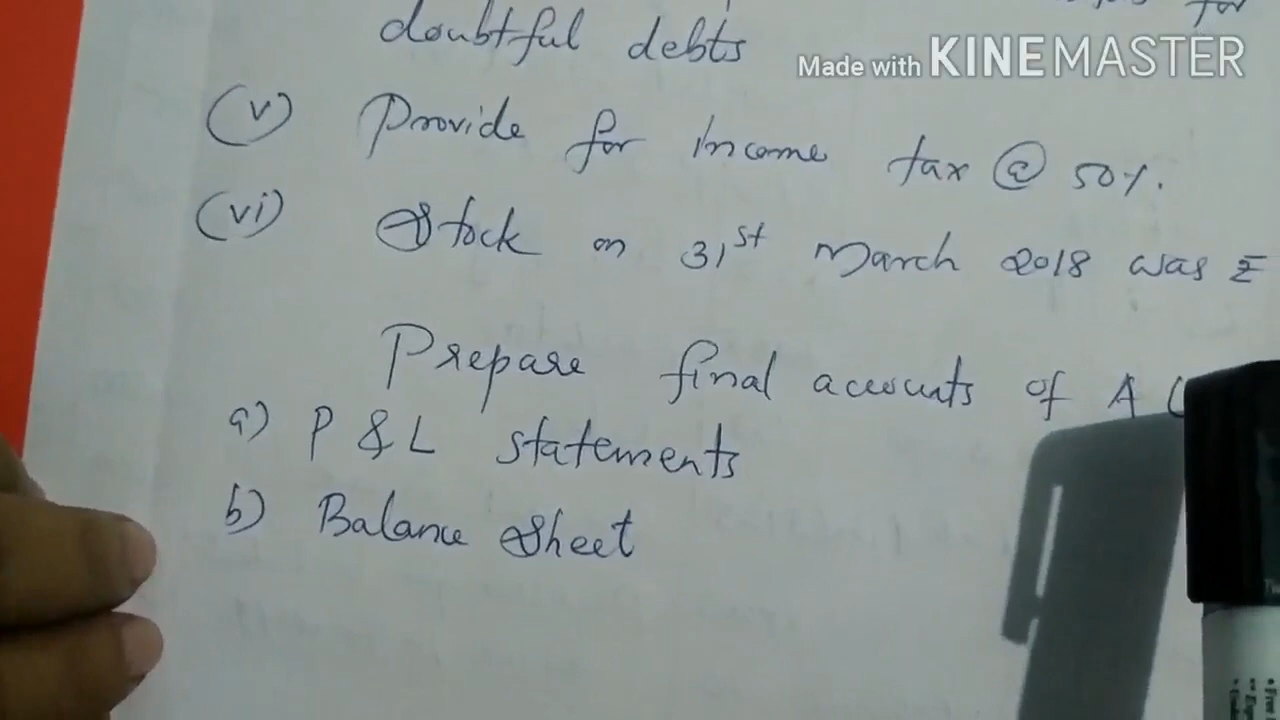 for
doubtful debts
Made with KINEMASTER
(v) Provide for income tax @ 50%.
(vi) Stock on 31st March 2018 was ₹
Prepare final accounts of A
a) P & L statements
b) Balance Sheet